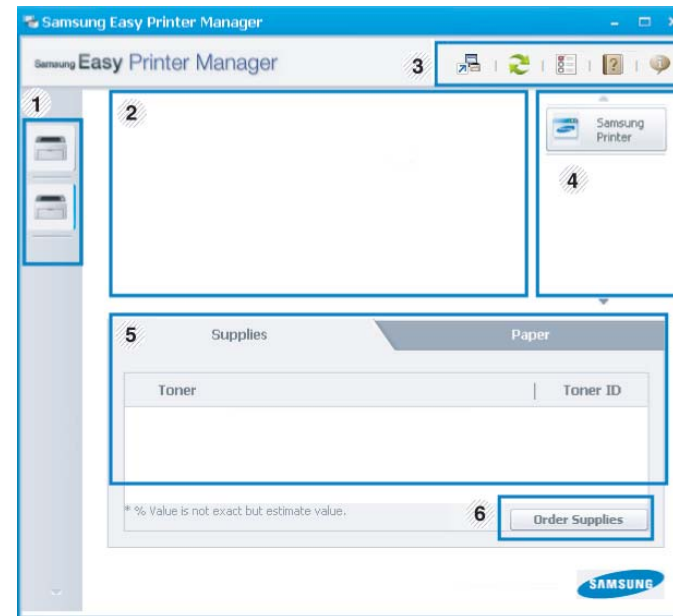 Samsung Easy Printer Manager
Samsung Easy Printer Manager
3
1
2
Samsung
Printer
4
5
Supplies
Paper
Toner
Toner ID
* % Value is not exact but estimate value.
6
Order Supplies
SAMSUNG